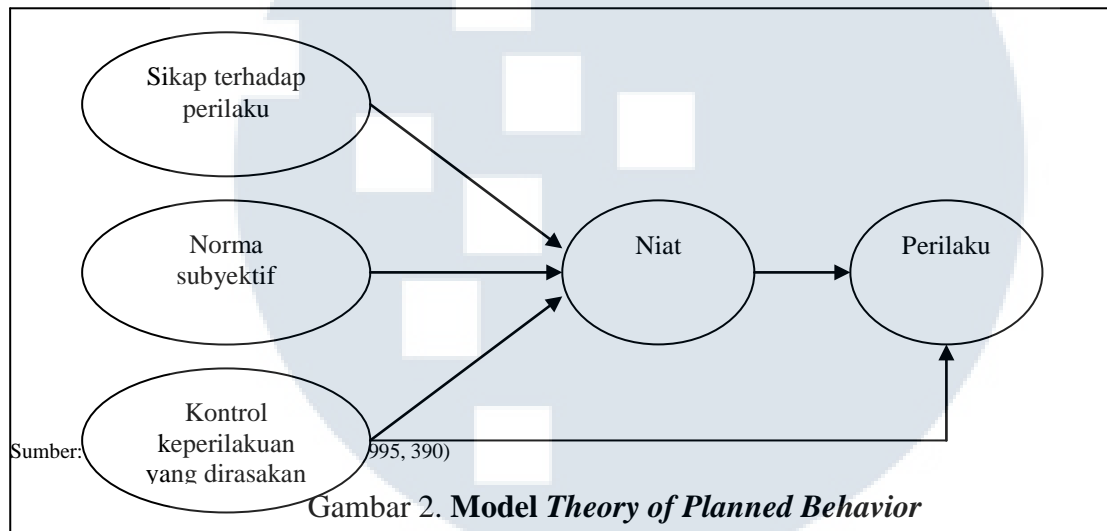 Sikap terhadap
perilaku
Norma
subyektif
Niat
Perilaku
Kontrol
keperilakuan
yang dirasakan
Sumber: 995, 390)
Gambar 2. Model Theory of Planned Behavior